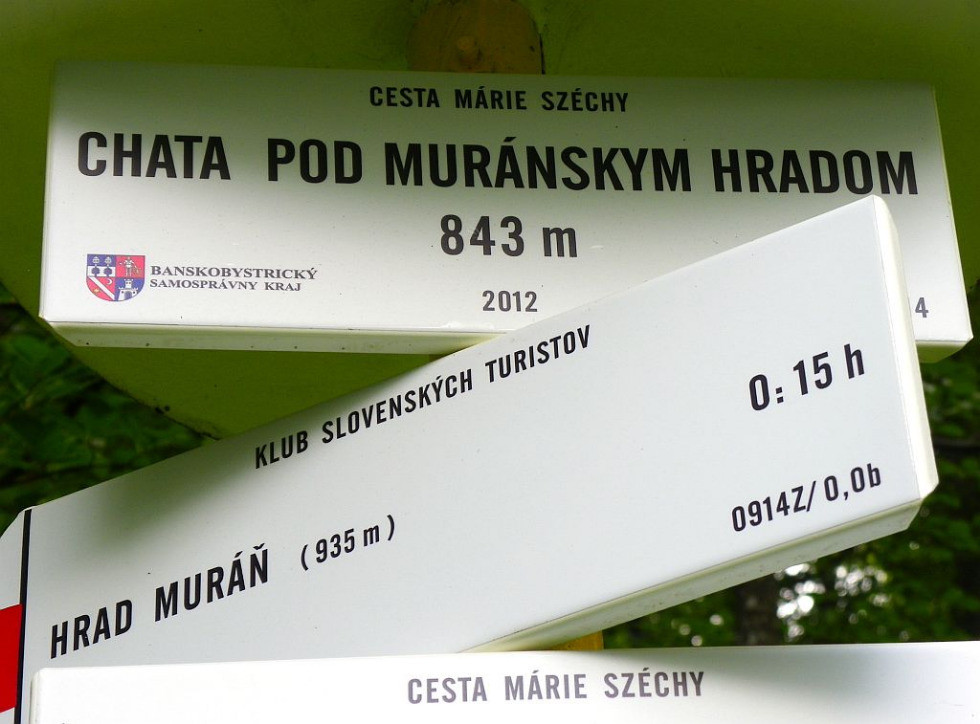 CESTA MÁRIE SZÉCHY
CHATA POD MURÁNSKYM HRADOM
843 m
BANSKOBYSTRICKÝ
SAMOSPRÁVNY KRAJ
2012
4
KLUB SLOVENSKÝCH TURISTOV
0: 15 h
HRAD MURÁŇ (935 m)
0914Z/ 0,0b
CESTA MÁRIE SZÉCHY